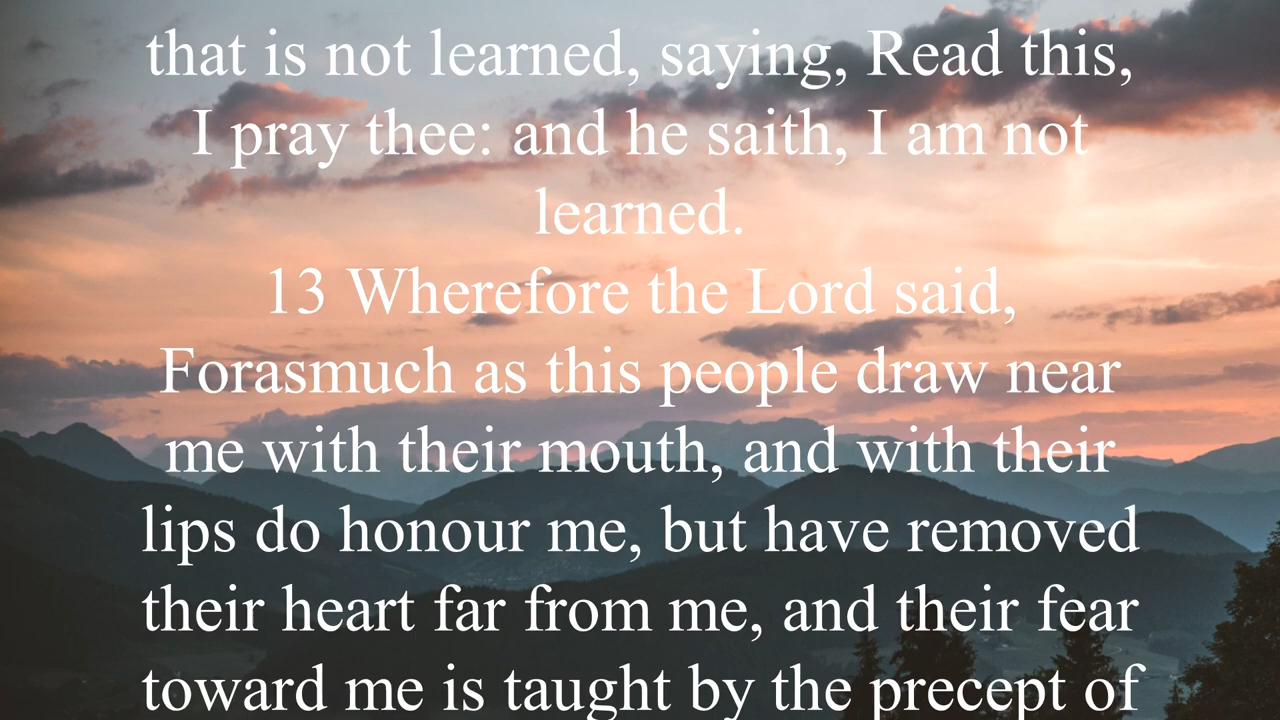 that is not learned, saying, Read this,
I pray thee: and he saith, I am not
learned.
13 Wherefore the Lord said,
Forasmuch as this people draw near
me with their mouth, and with their
lips do honour me, but have removed
their heart far from me, and their fear
toward me is taught by the precept of